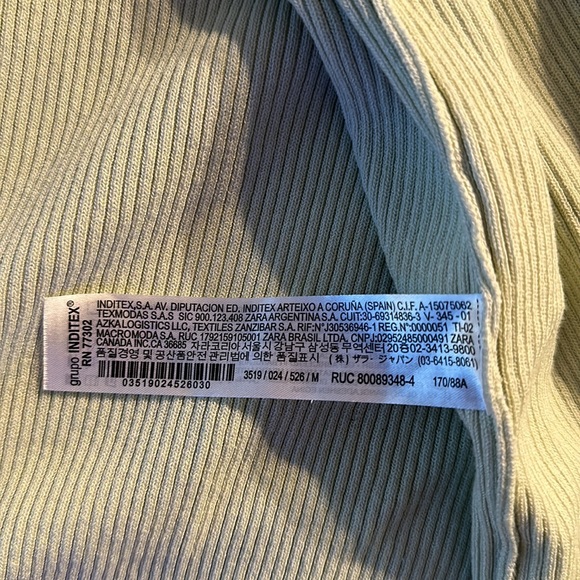 grupo INDITEX®
RN 77302
INDITEX,S.A. AV. DIPUTACION ED. INDITEX ARTEIXO A CORUÑA (SPAIN) C.I.F. A-15075062
TEXMODAS S.A.S SIC 900.123.408 ZARA ARGENTINA S.A. CUIT:30-69314836-3 V- 345 - 01
AZKALOGISTICS LLC, TEXTILES ZANZIBAR S.A. RIF:NºJ30536946-1 REG.Nº0000051 TI-02
MACROMODA S.A. RUC 1792159105001 ZARA BRASIL LTDA, CNPJ:02952485000491 ZARA
CANADA INC.CA 36685 자라코리아 서울시 강남구 삼성동 무역센터 20층02-3413-9800
품질경영 및 공산품안전 관리법에 의한 품질표시 (株) ザラ・ジャパン (03-6415-8061)
03519024526030
3519 / 024 / 526 / M RUC 80089348-4 170/88A